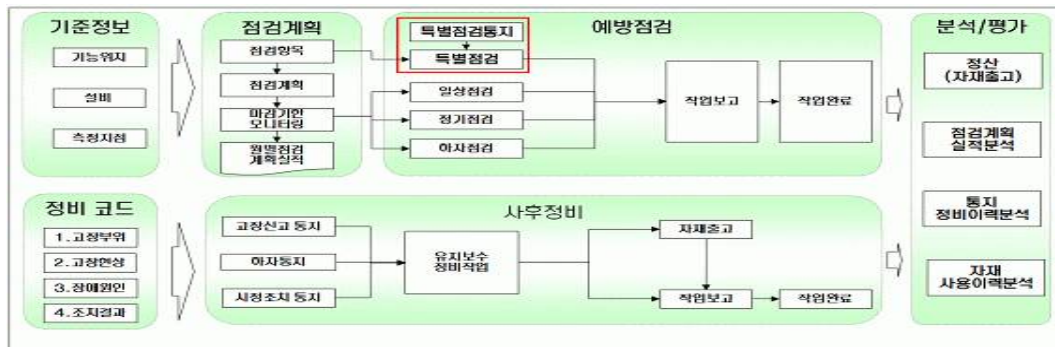 기준정보
기능위치
설비
측정지점
점검계획
점검항목
점검계획
마감기한
모니터링
월별점검
계획실적
예방점검
특별점검통지
특별점검
일상점검
정기점검
하자점검
작업보고
작업완료
분석/평가
정산
(자재출고)
점검계획
실적분석
통지
정비이력분석
자재
사용이력분석
정비 코드
1.고장부위
2.고장현상
3.장애원인
4.조치결과
사후정비
고장신고 통지
하자통지
시정조치 통지
유지보수
정비작업
자재출고
작업보고
작업완료